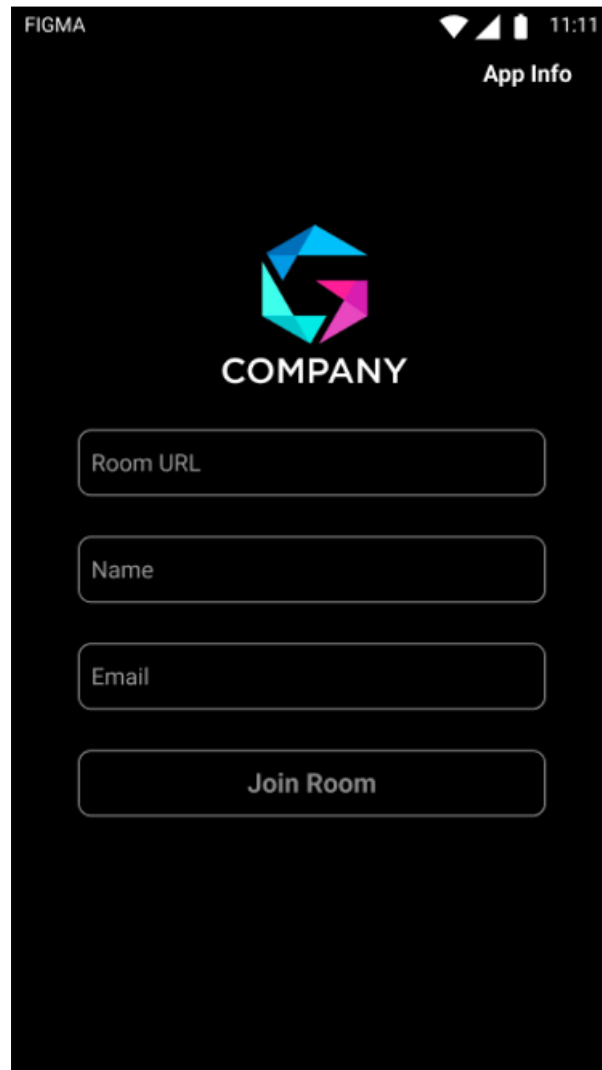 FIGMA 11:11
App Info
COMPANY
Room URL
Name
Email
Join Room